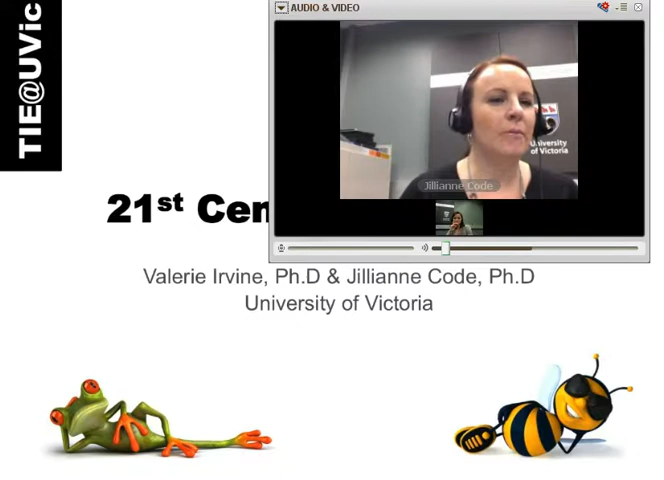 TIE@UVic
AUDIO & VIDEO
University
of Victoria
Jillianne Code
21st Cen
Valerie Irvine, Ph.D & Jillianne Code, Ph.D
University of Victoria